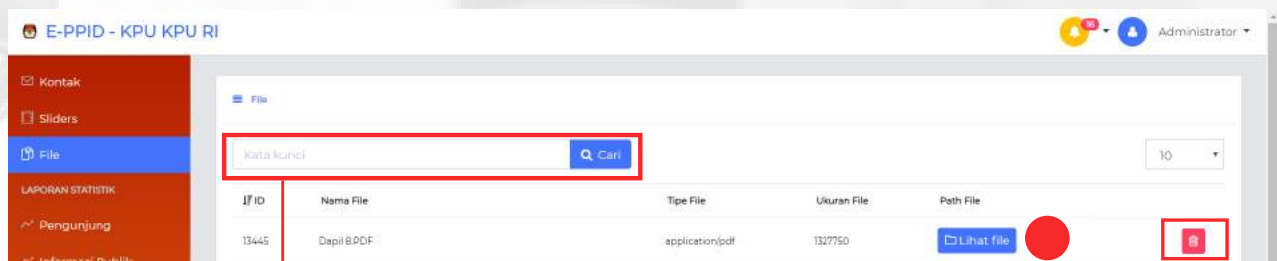 E-PPID - KPU KPU RI
16
Administrator
Kontak
Sliders
File
LAPORAN STATISTIK
Pengunjung
Informasi Publik
File
Kata kunci
Cari
10
ID Nama File Tipe File Ukuran File Path File
13445 Dapil 8.PDF application/pdf 1327750 Lihat file